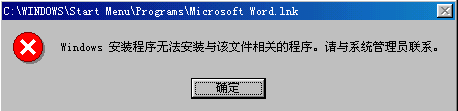 C:\WINDOWS\Start Menu\Programs\Microsoft Word.lnk
Windows 安装程序无法安装与该文件相关的程序。请与系统管理员联系。
确定